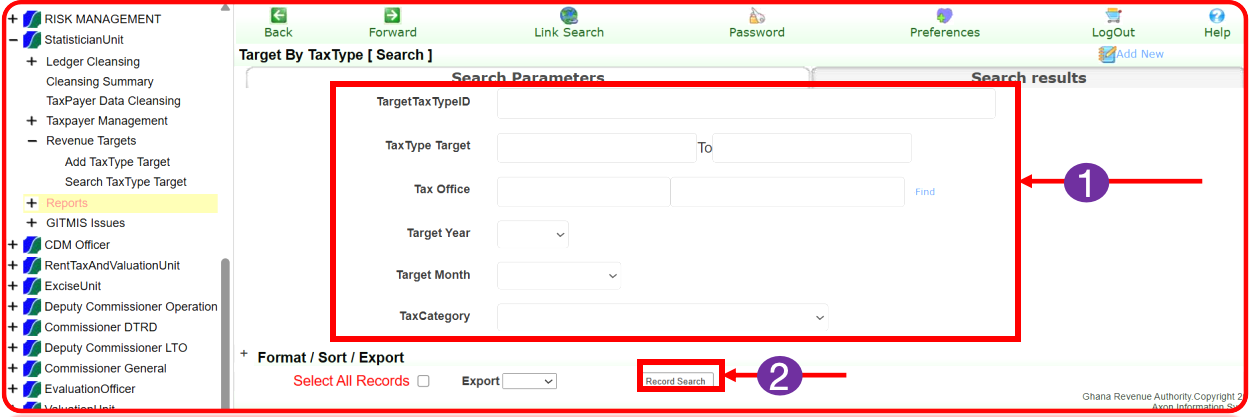 RISK MANAGEMENT
StatisticianUnit
Ledger Cleansing
Cleansing Summary
TaxPayer Data Cleansing
Taxpayer Management
Revenue Targets
Add TaxType Target
Search TaxType Target
Reports
GITMIS Issues
CDM Officer
RentTaxAndValuationUnit
ExciseUnit
Deputy Commissioner Operation
Commissioner DTRD
Deputy Commissioner LTO
Commissioner General
EvaluationOfficer
ValuationUnit
Back Forward Link Search Password Preferences LogOut Help
Target By TaxType [ Search ] Add New
Search Parameters Search results
TargetTaxTypeID
TaxType Target To
Tax Office Find
Target Year
Target Month
TaxCategory
1
+ Format / Sort / Export
Select All Records Export Record Search 2
Ghana Revenue Authority.Copyright 2
Axon Information Sy